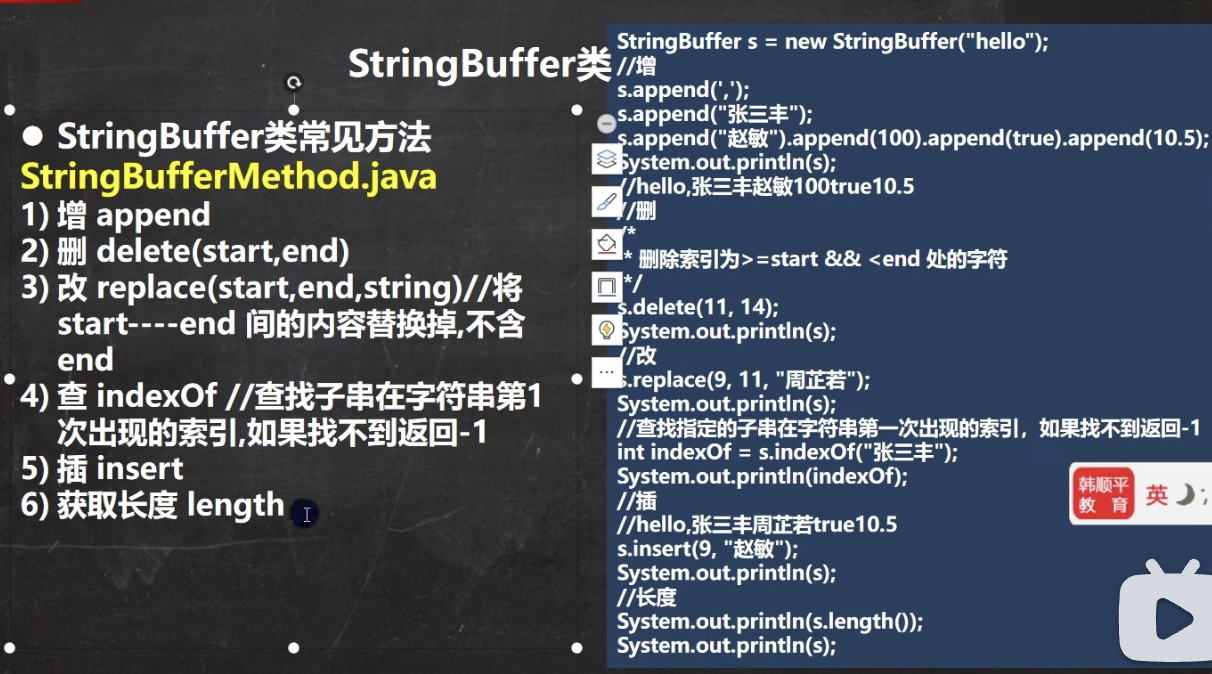 StringBuffer类
● StringBuffer类常见方法
StringBufferMethod.java
1) 增 append
2) 删 delete(start,end)
3) 改 replace(start,end,string)//将
start----end 间的内容替换掉,不含
end
4) 查 indexOf //查找子串在字符串第1
次出现的索引,如果找不到返回-1
5) 插 insert
6) 获取长度 length
StringBuffer s = new StringBuffer("hello");
//增
s.append(',');
s.append("张三丰");
s.append("赵敏").append(100).append(true).append(10.5);
System.out.println(s);
//hello,张三丰赵敏100true10.5
//删
/*
* 删除索引为>=start && <end 处的字符
*/
s.delete(11, 14);
System.out.println(s);
//改
s.replace(9, 11, "周芷若");
System.out.println(s);
//查找指定的子串在字符串第一次出现的索引，如果找不到返回-1
int indexOf = s.indexOf("张三丰");
System.out.println(indexOf);
//插
//hello,张三丰周芷若true10.5
s.insert(9, "赵敏");
System.out.println(s);
//长度
System.out.println(s.length());
System.out.println(s);
韩顺平
教 育
英